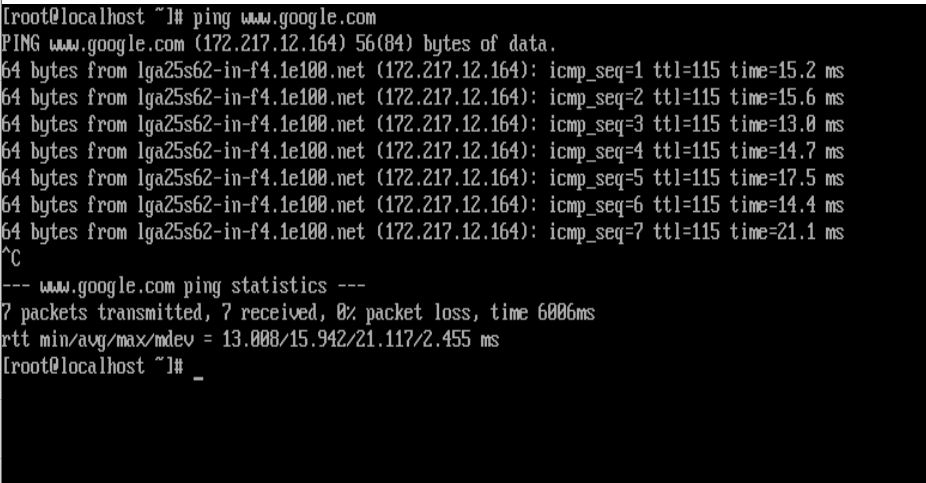 [root@localhost ~]# ping www.google.com
PING www.google.com (172.217.12.164) 56(84) bytes of data.
64 bytes from lga25s62-in-f4.1e100.net (172.217.12.164): icmp_seq=1 ttl=115 time=15.2 ms
64 bytes from lga25s62-in-f4.1e100.net (172.217.12.164): icmp_seq=2 ttl=115 time=15.6 ms
64 bytes from lga25s62-in-f4.1e100.net (172.217.12.164): icmp_seq=3 ttl=115 time=13.0 ms
64 bytes from lga25s62-in-f4.1e100.net (172.217.12.164): icmp_seq=4 ttl=115 time=14.7 ms
64 bytes from lga25s62-in-f4.1e100.net (172.217.12.164): icmp_seq=5 ttl=115 time=17.5 ms
64 bytes from lga25s62-in-f4.1e100.net (172.217.12.164): icmp_seq=6 ttl=115 time=14.4 ms
64 bytes from lga25s62-in-f4.1e100.net (172.217.12.164): icmp_seq=7 ttl=115 time=21.1 ms
^C
--- www.google.com ping statistics ---
7 packets transmitted, 7 received, 0% packet loss, time 6006ms
rtt min/avg/max/mdev = 13.008/15.942/21.117/2.455 ms
[root@localhost ~]# _